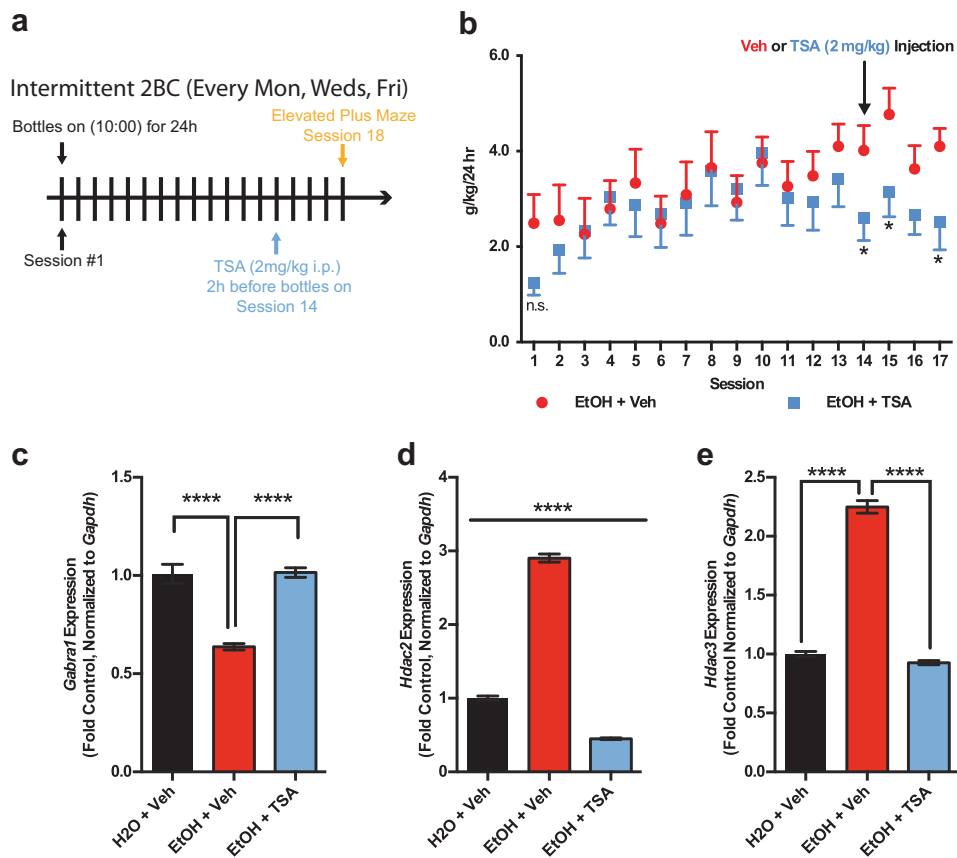 a
Intermittent 2BC (Every Mon, Weds, Fri)
Bottles on (10:00) for 24h
Elevated Plus Maze
Session 18
Session #1
TSA (2mg/kg i.p.)
2h before bottles on
Session 14
b
Veh or TSA (2 mg/kg) Injection
g/kg/24 hr
6.0
4.0
2.0
0.0
n.s.
*
*
*
1 2 3 4 5 6 7 8 9 10 11 12 13 14 15 16 17
Session
EtOH + Veh
EtOH + TSA
c
Gabra1 Expression
(Fold Control, Normalized to Gapdh)
1.5
1.0
0.5
0.0
**** ****
H2O + Veh
EtOH + Veh
EtOH + TSA
d
Hdac2 Expression
(Fold Control, Normalized to Gapdh)
4
3
2
1
0
****
H2O + Veh
EtOH + Veh
EtOH + TSA
e
Hdac3 Expression
(Fold Control Normalized to Gapdh)
2.5
2.0
1.5
1.0
0.5
0.0
**** ****
H2O + Veh
EtOH + Veh
EtOH + TSA